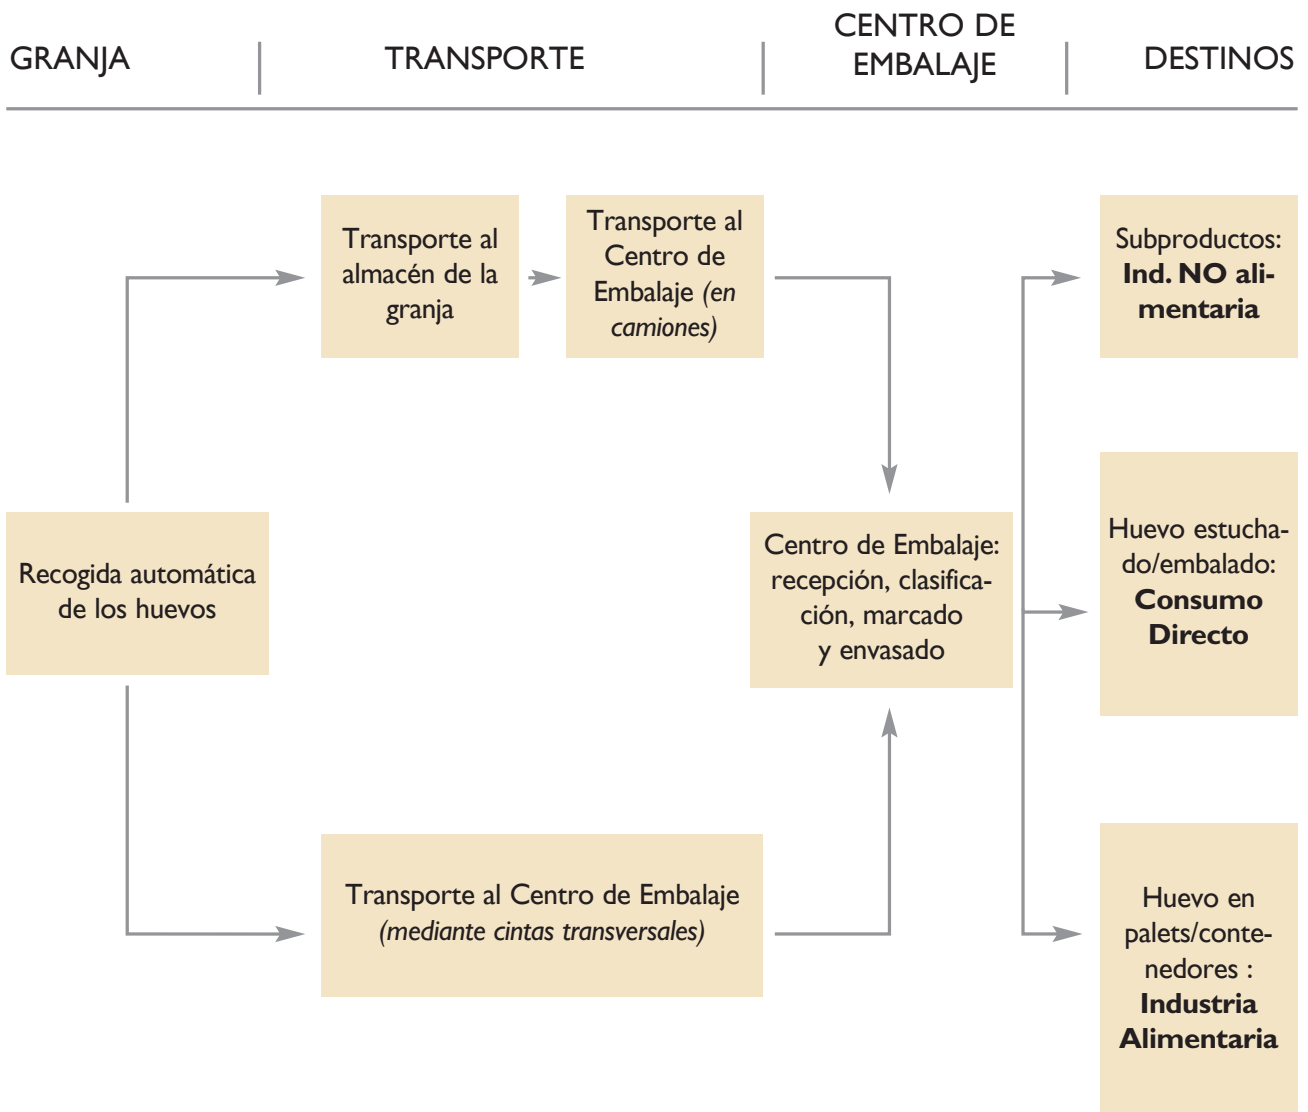 GRANJA
TRANSPORTE
CENTRO DE
EMBALAJE
DESTINOS
Transporte al
almacén de la
granja
Transporte al
Centro de
Embalaje (en
camiones)
Subproductos:
Ind. NO ali-
mentaria
Recogida automática
de los huevos
Centro de Embalaje:
recepción, clasifica-
ción, marcado
y envasado
Huevo estucha-
do/embalado:
Consumo
Directo
Transporte al Centro de Embalaje
(mediante cintas transversales)
Huevo en
palets/conte-
nedores :
Industria
Alimentaria